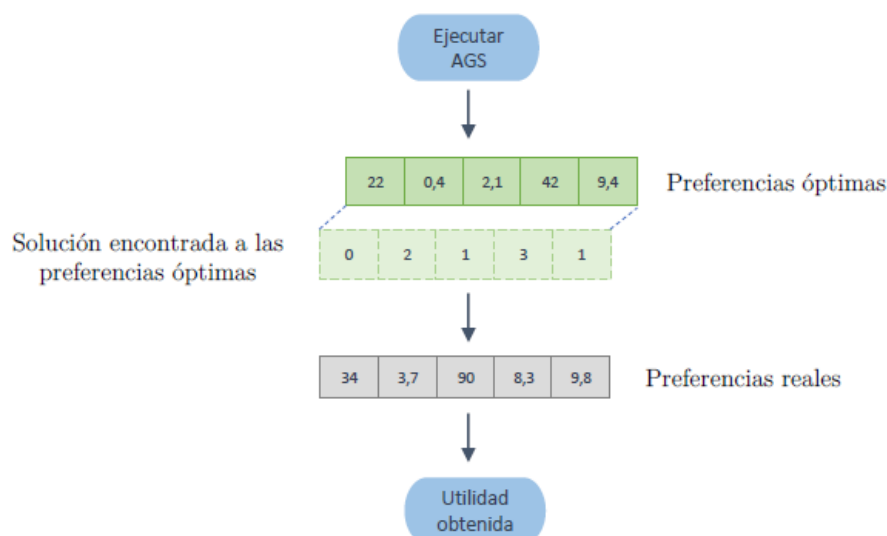 Ejecutar
AGS
22 0,4 2,1 42 9,4
Preferencias óptimas
Solución encontrada a las
preferencias óptimas
0 2 1 3 1
34 3,7 90 8,3 9,8
Preferencias reales
Utilidad
obtenida